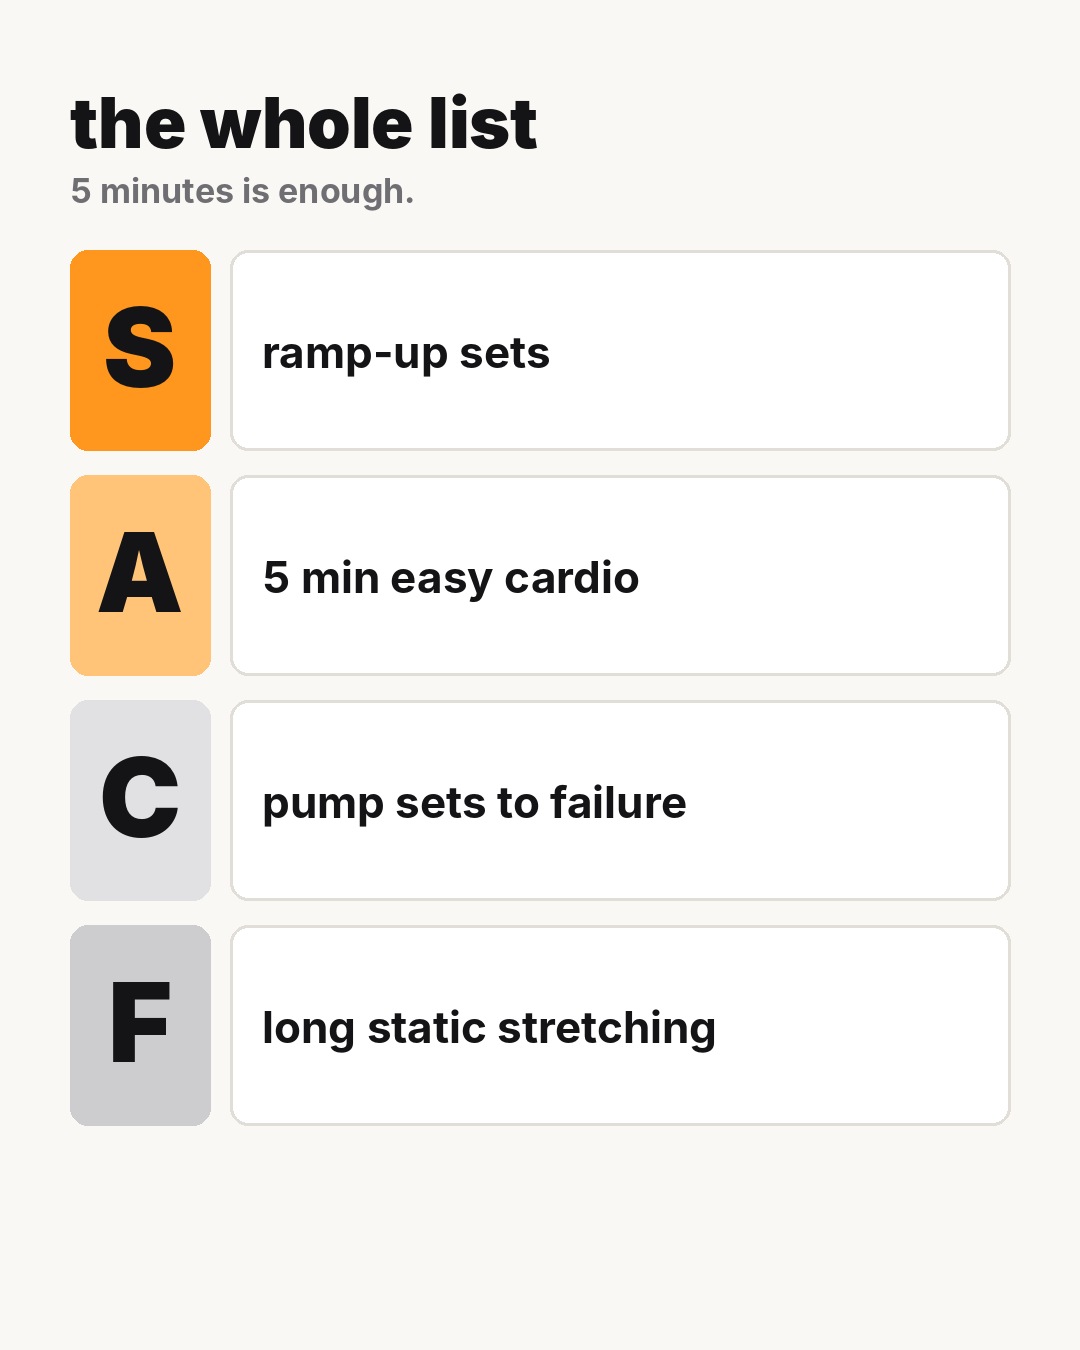 the whole list
5 minutes is enough.
S
ramp-up sets
A
5 min easy cardio
C
pump sets to failure
F
long static stretching